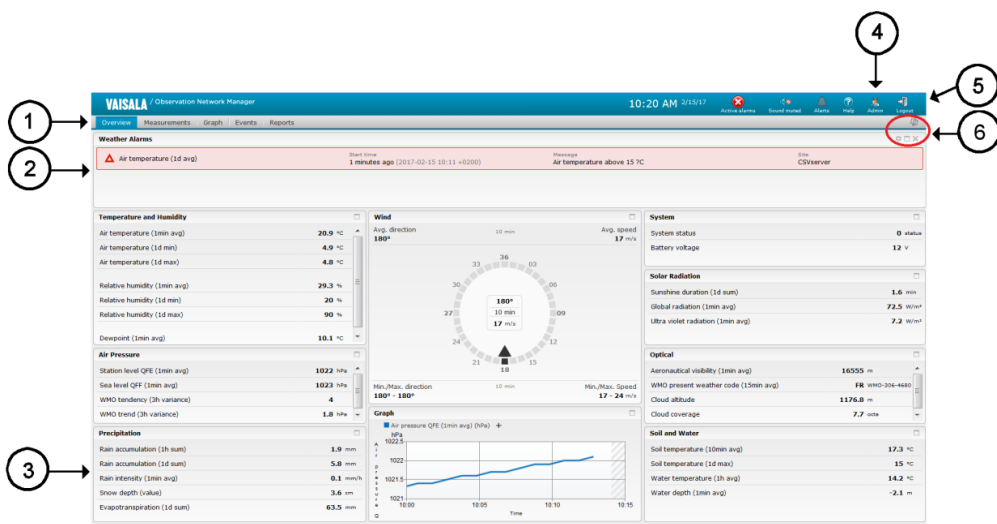 4
5
6
1
2
3
VAISALA / Observation Network Manager
10:20 AM 2/15/17
Active alarms Sound muted Alerts Help Admin Logout
Overview Measurements Graph Events Reports
Weather Alarms
Air temperature (1d avg)
Start time
1 minutes ago (2017-02-15 10:11 +0200)
Message
Air temperature above 15 ?C
Site
CSVserver
Temperature and Humidity
Air temperature (1min avg) 20.9 °C
Air temperature (1d min) 4.9 °C
Air temperature (1d max) 4.8 °C
Relative humidity (1min avg) 29.3 %
Relative humidity (1d min) 20 %
Relative humidity (1d max) 90 %
Dewpoint (1min avg) 10.1 °C
Air Pressure
Station level QFE (1min avg) 1022 hPa
Sea level QFF (1min avg) 1023 hPa
WMO tendency (3h variance) 4
WMO trend (3h variance) 1.8 hPa
Precipitation
Rain accumulation (1h sum) 1.9 mm
Rain accumulation (1d sum) 5.8 mm
Rain intensity (1min avg) 0.1 mm/h
Snow depth (value) 3.6 cm
Evapotranspiration (1d sum) 63.5 mm
Wind
Avg. direction 10 min Avg. speed
180° 17 m/s
36
33 03
30 06
27 09
24 12
21 15
18
180°
10 min
17 m/s
Min./Max. direction 10 min Min./Max. Speed
180° - 180° 17 - 24 m/s
Graph
Air pressure QFE (1min avg) (hPa) +
hPa
1022.5
1022
1021.5
1021
Air pressure Q
10:00 10:05 10:10 10:15
Time
System
System status 0 status
Battery voltage 12 V
Solar Radiation
Sunshine duration (1d sum) 1.6 min
Global radiation (1min avg) 72.5 W/m²
Ultra violet radiation (1min avg) 7.2 W/m²
Optical
Aeronautical visibility (1min avg) 16555 m
WMO present weather code (15min avg) FR WMO-306-4680
Cloud altitude 1176.8 m
Cloud coverage 7.7 octa
Soil and Water
Soil temperature (10min avg) 17.3 °C
Soil temperature (1d max) 15 °C
Water temperature (1h avg) 14.2 °C
Water depth (1min avg) -2.1 m